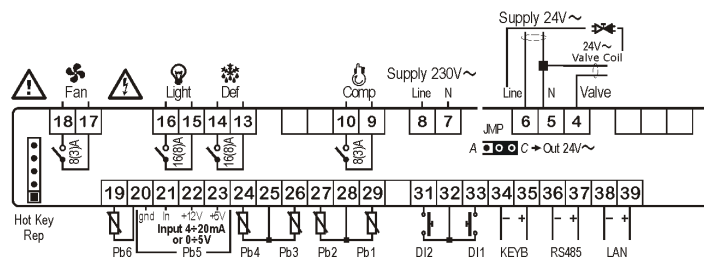 Supply 24V~
24V~
Valve Coil
Fan
Light
Def
Comp
Supply 230V~
Line N
Line N Valve
18 17 16 15 14 13 10 9 8 7 6 5 4
8(3)A 16(8)A 16(8)A 8(3)A
JMP
A C → Out 24V~
19 20 21 22 23 24 25 26 27 28 29 31 32 33 34 35 36 37 38 39
gnd In +12V +5V
Input 4÷20mA
or 0÷5V
- + - + - +
Hot Key
Rep
Pb6 Pb5 Pb4 Pb3 Pb2 Pb1 DI2 DI1 KEYB RS485 LAN